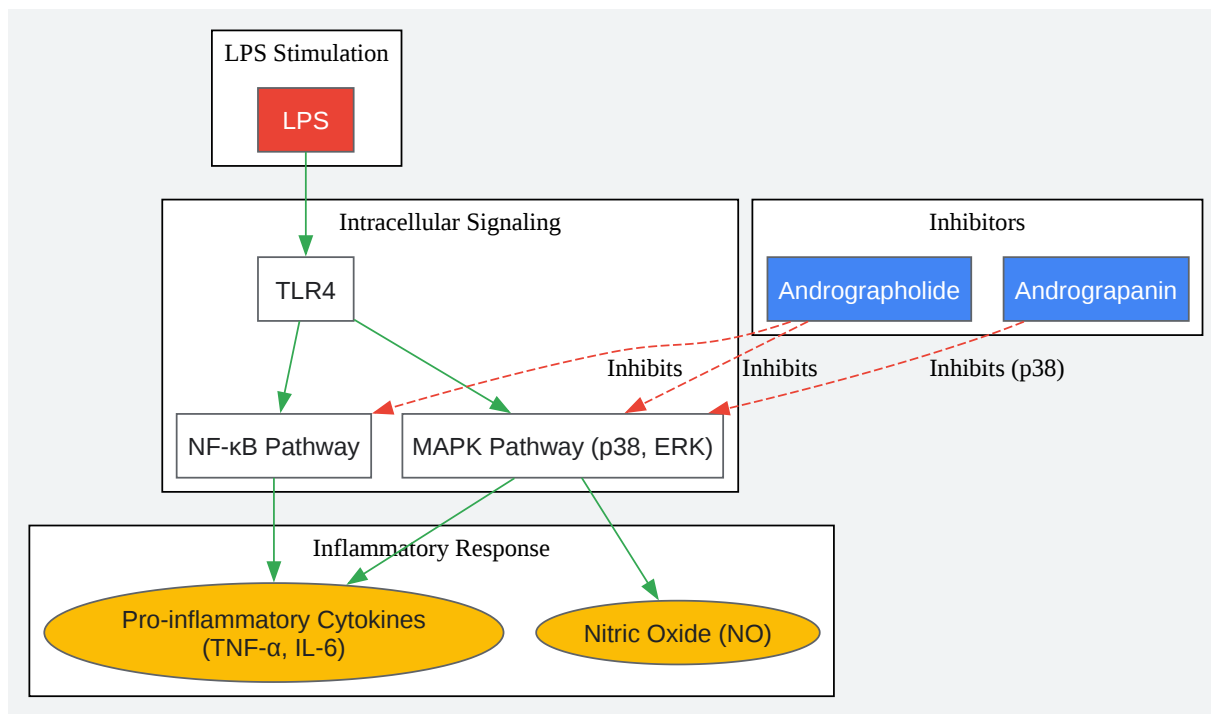 LPS Stimulation
LPS
Intracellular Signaling
Inhibitors
TLR4
Andrographolide
Andrograpanin
Inhibits
Inhibits
Inhibits (p38)
NF-κB Pathway
MAPK Pathway (p38, ERK)
Inflammatory Response
Pro-inflammatory Cytokines
(TNF-α, IL-6)
Nitric Oxide (NO)